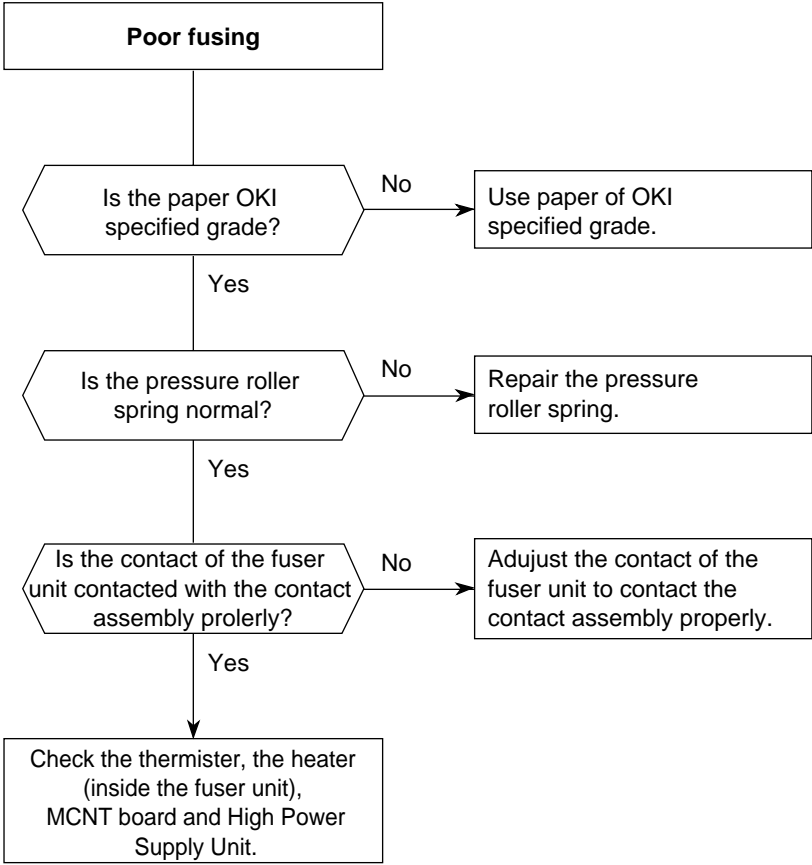 Poor fusing
Is the paper OKI
specified grade?
No
Use paper of OKI
specified grade.
Yes
Is the pressure roller
spring normal?
No
Repair the pressure
roller spring.
Yes
Is the contact of the fuser
unit contacted with the contact
assembly prolerly?
No
Adujust the contact of the
fuser unit to contact the
contact assembly properly.
Yes
Check the thermister, the heater
(inside the fuser unit),
MCNT board and High Power
Supply Unit.